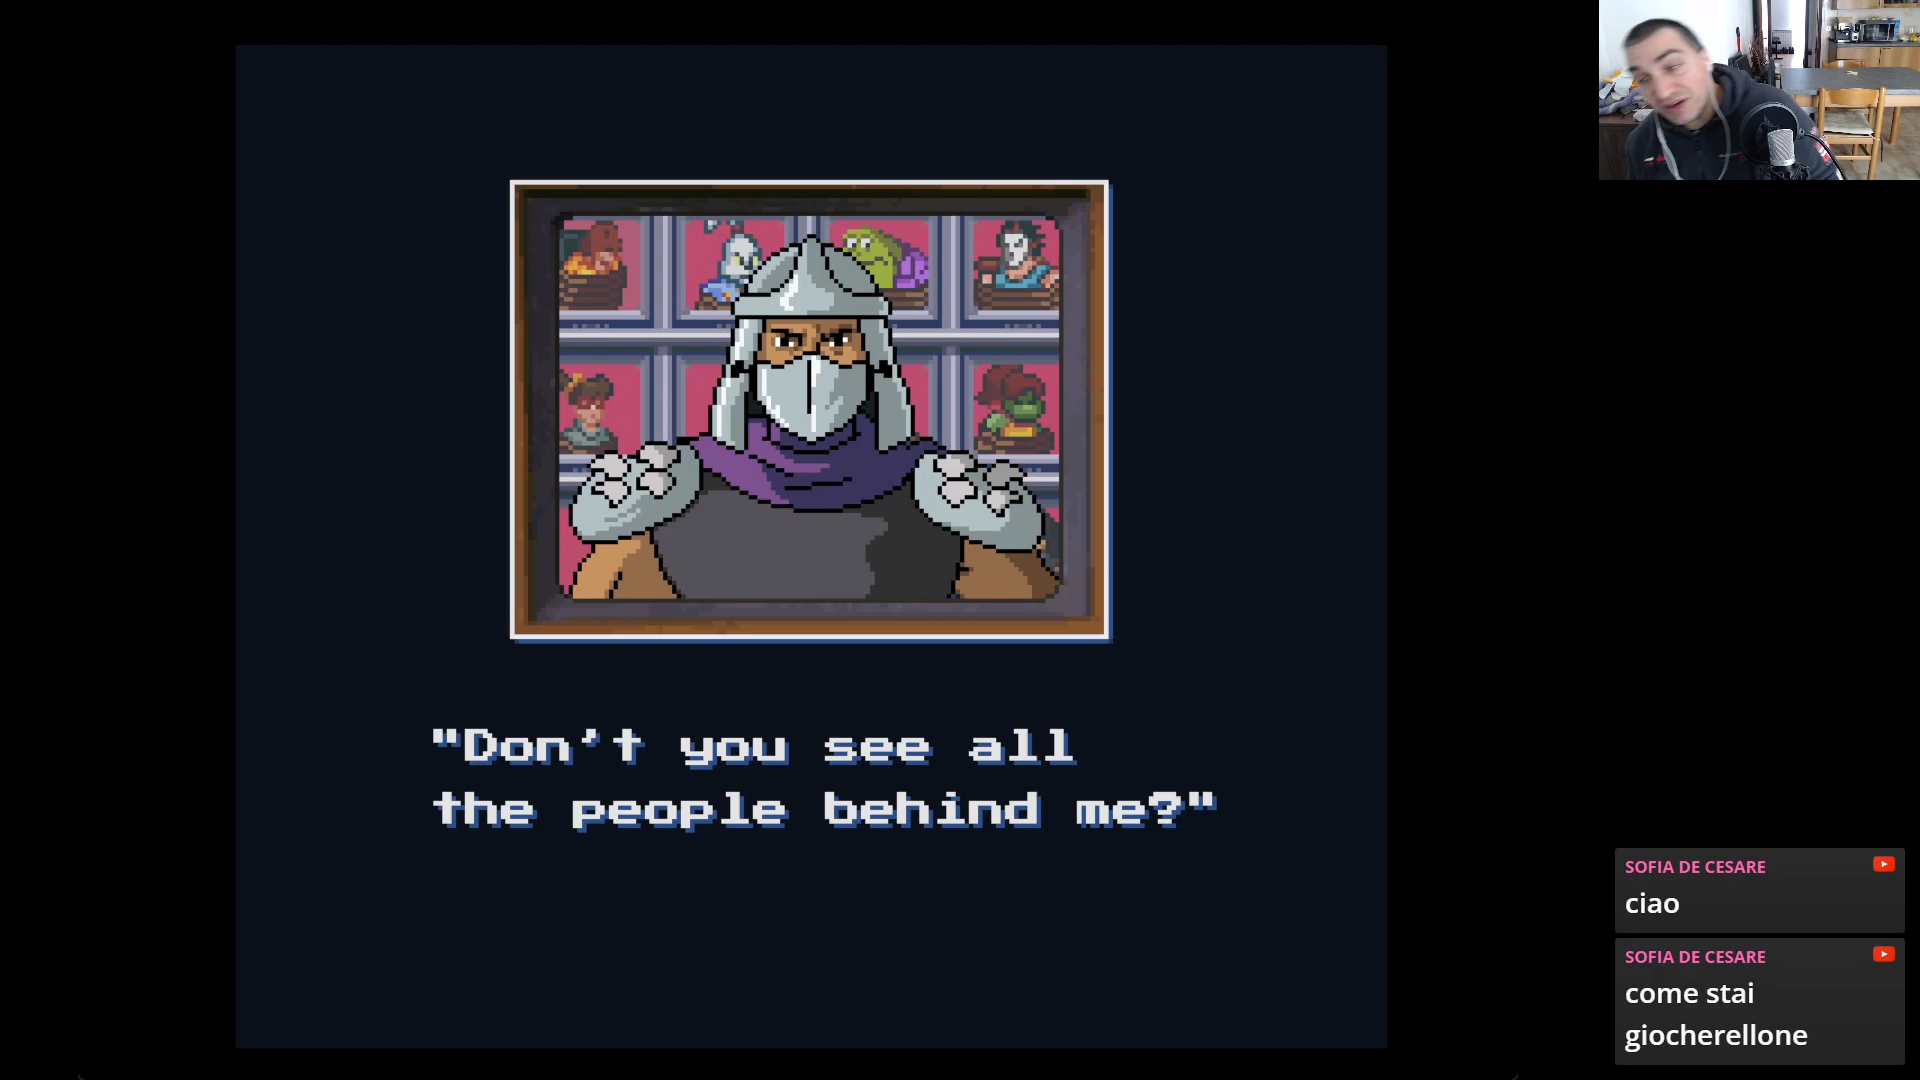 "Don't you see all
the people behind me?"
SOFIA DE CESARE
ciao
SOFIA DE CESARE
come stai
giocherellone